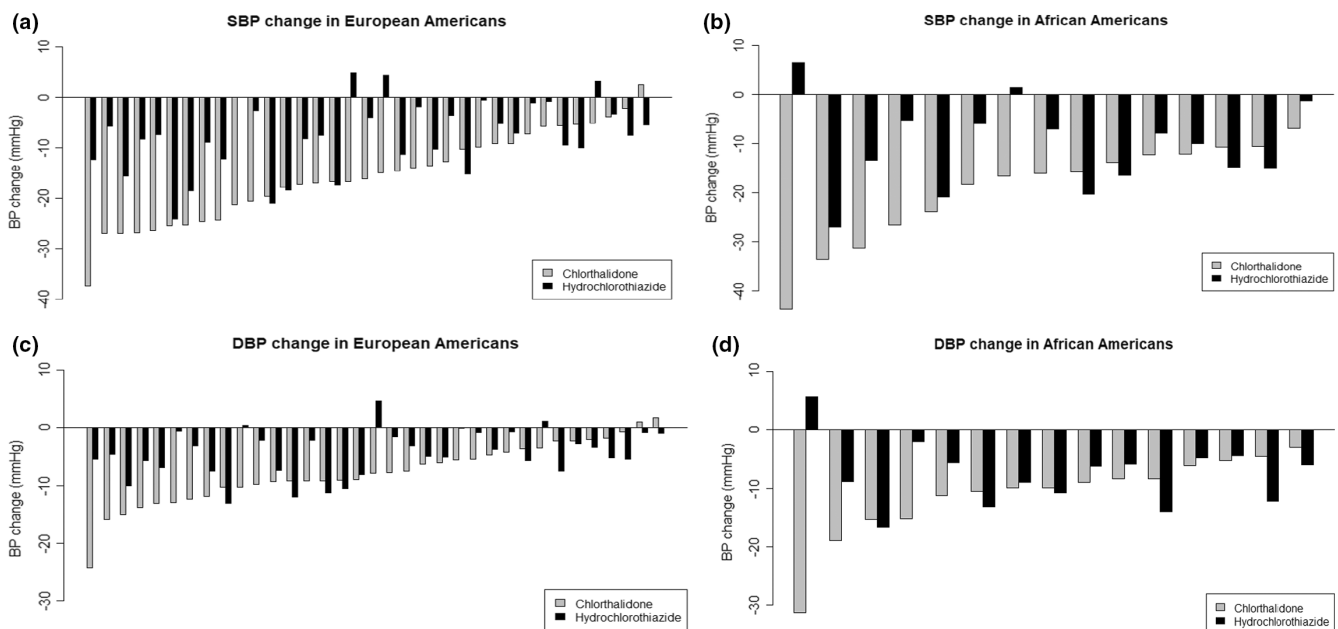 (a)
SBP change in European Americans
BP change (mmHg)
10
0
-10
-20
-30
-40
Chlorthalidone
Hydrochlorothiazide
(b)
SBP change in African Americans
BP change (mmHg)
10
0
-10
-20
-30
-40
Chlorthalidone
Hydrochlorothiazide
(c)
DBP change in European Americans
BP change (mmHg)
10
0
-10
-20
-30
Chlorthalidone
Hydrochlorothiazide
(d)
DBP change in African Americans
BP change (mmHg)
10
0
-10
-20
-30
Chlorthalidone
Hydrochlorothiazide